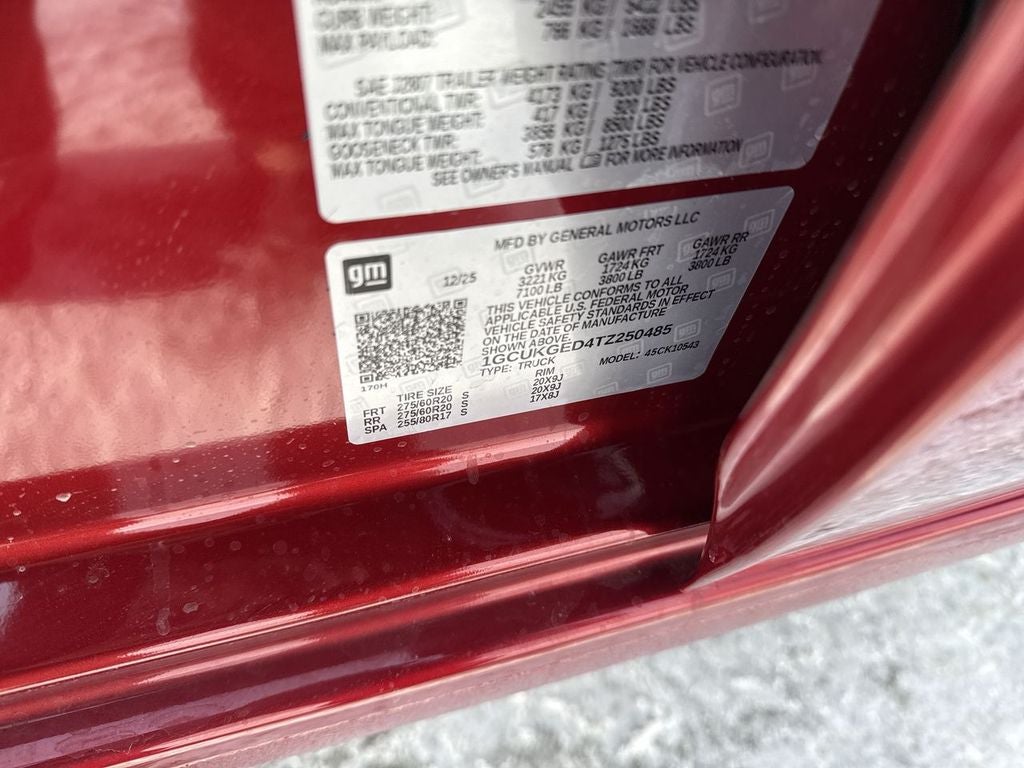 CURB WEIGHT: KG / LBS
MAX PAYLOAD: KG / LBS
SAE J2807 TRAILER WEIGHT RATING (TWR) FOR VEHICLE CONFIGURATION.
CONVENTIONAL TWR: 4173 KG / 9200 LBS
MAX TONGUE WEIGHT: 417 KG / 920 LBS
GOOSENECK TWR: 3856 KG / 8500 LBS
MAX TONGUE WEIGHT: 578 KG / 1275 LBS
SEE OWNER'S MANUAL FOR MORE INFORMATION
MFD BY GENERAL MOTORS LLC
gm
12/25 GVWR GAWR FRT GAWR RR
3221 KG 1724 KG 1724 KG
7100 LB 3800 LB 3800 LB
THIS VEHICLE CONFORMS TO ALL
APPLICABLE U.S. FEDERAL MOTOR
VEHICLE SAFETY STANDARDS IN EFFECT
ON THE DATE OF MANUFACTURE
SHOWN ABOVE.
1GCUKGED4TZ250485
TYPE: TRUCK MODEL: 45CK10543
170H
TIRE SIZE RIM
FRT 275/60R20 S 20X9J
RR 275/60R20 S 20X9J
SPA 255/80R17 S 17X8J